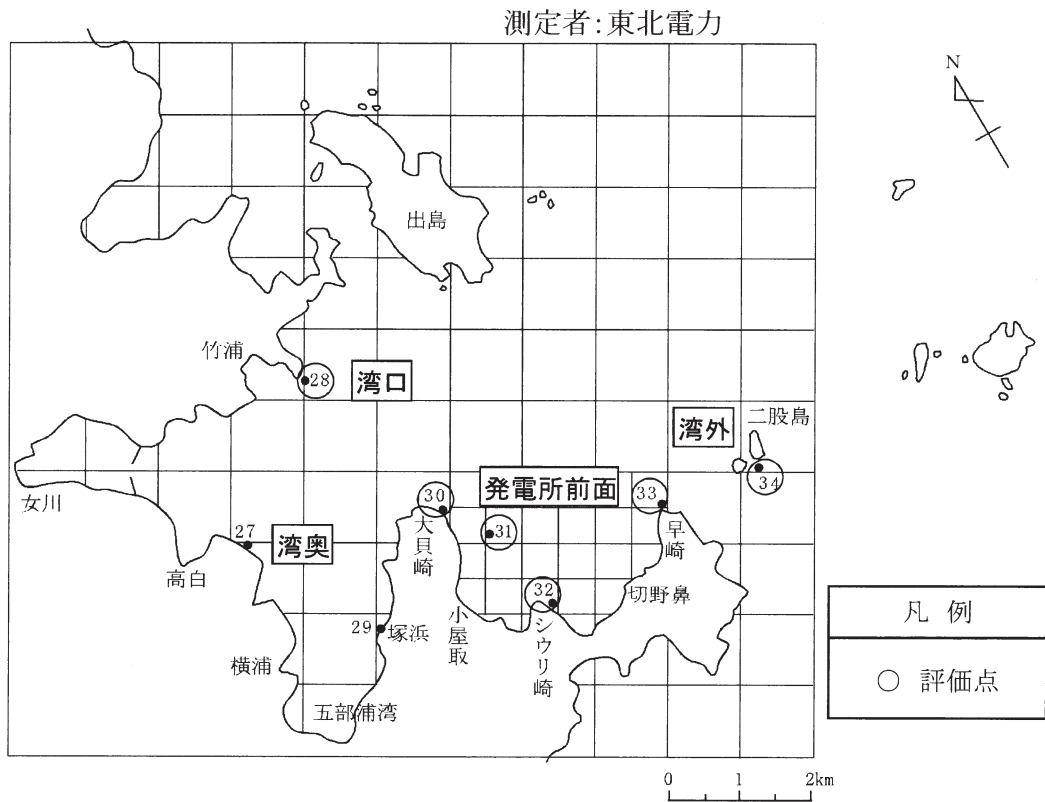 測定者:東北電力
N
出島
竹浦
28
湾口
二股島
湾外
34
女川
発電所前面
30
31
33
大貝崎
早崎
27
湾奥
高白
32
切野鼻
29
塚浜
小屋取
シウリ崎
横浦
五部浦湾
凡例
○ 評価点
0 1 2km